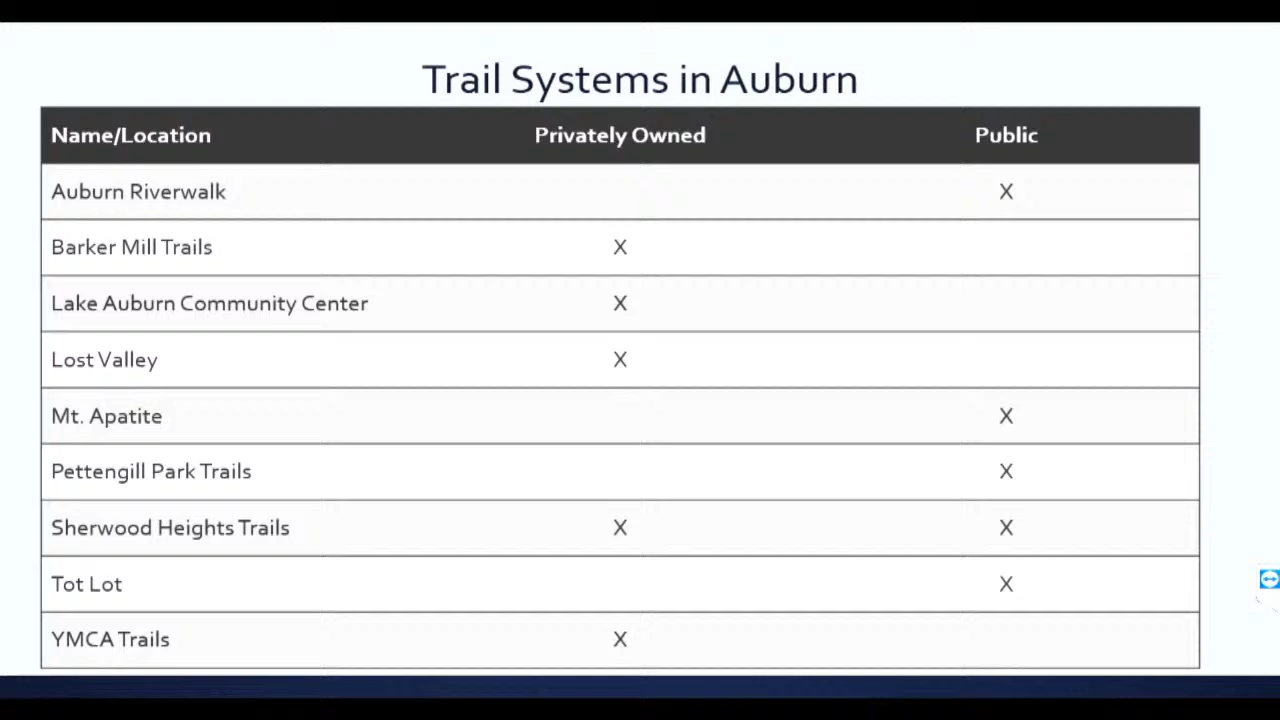 Trail Systems in Auburn
Name/Location Privately Owned Public
Auburn Riverwalk X
Barker Mill Trails X
Lake Auburn Community Center X
Lost Valley X
Mt. Apatite X
Pettengill Park Trails X
Sherwood Heights Trails X X
Tot Lot X
YMCA Trails X